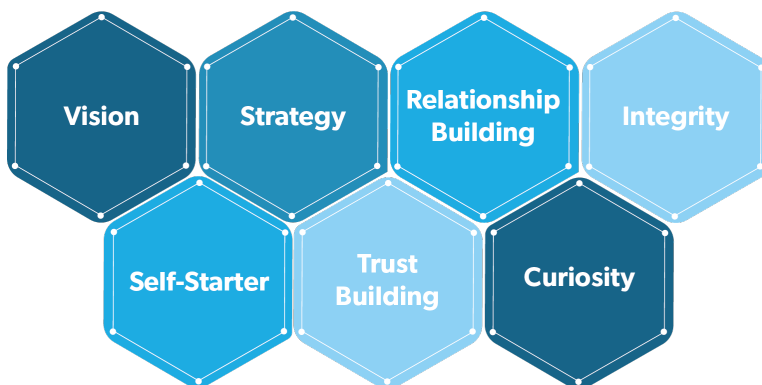 Vision
Strategy
Relationship
Building
Integrity
Self-Starter
Trust
Building
Curiosity